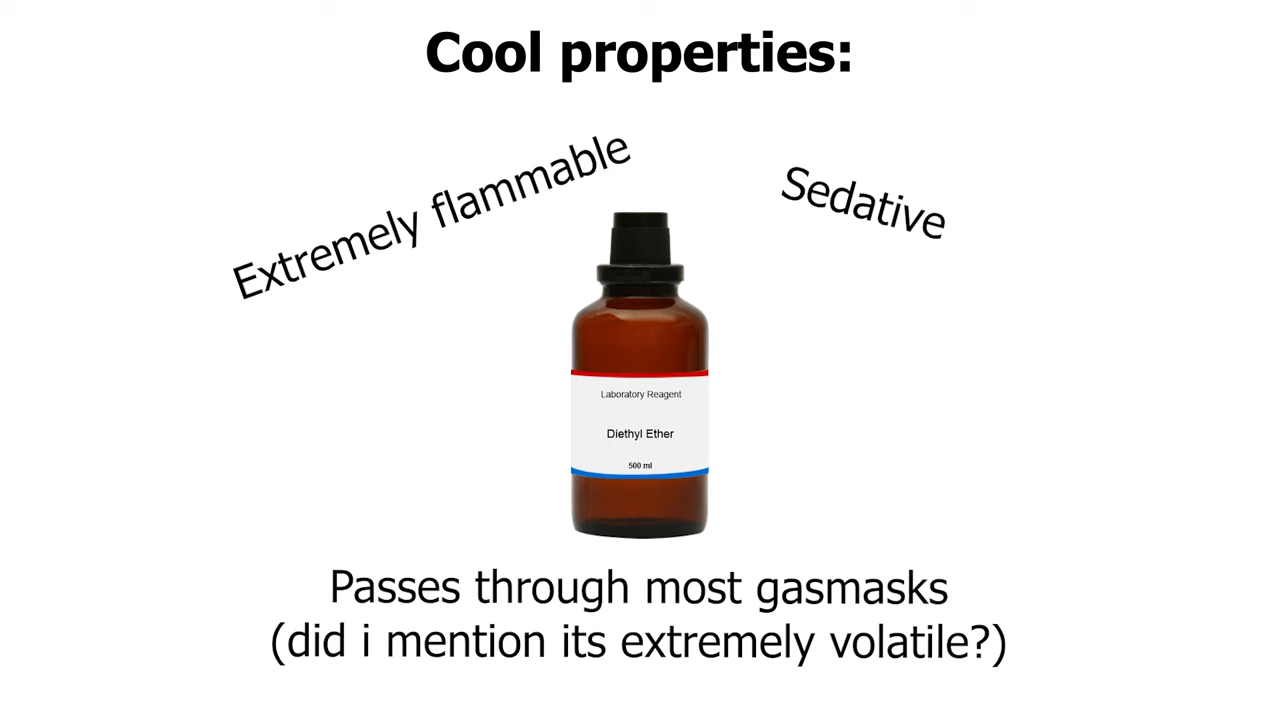 Cool properties:
Extremely flammable
Sedative
Laboratory Reagent
Diethyl Ether
500 ml
Passes through most gasmasks
(did i mention its extremely volatile?)